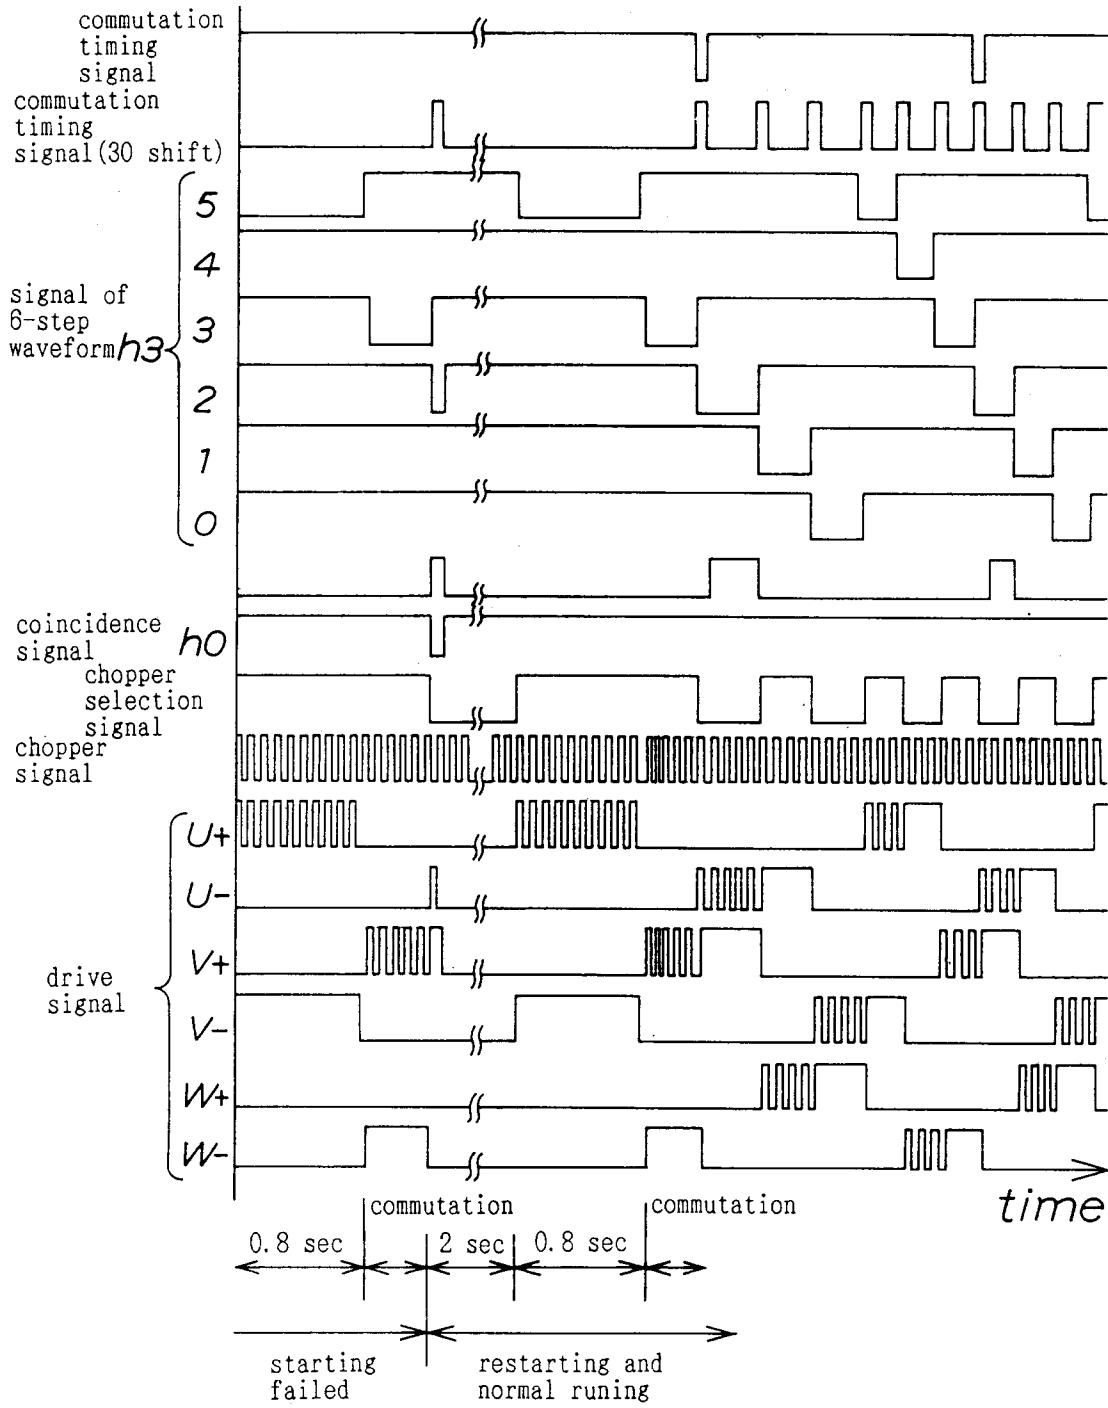 commutation
timing
signal
commutation
timing
signal(30 shift)
5
4
signal of
6-step
waveform h3
3
2
1
0
coincidence
signal h0
chopper
selection
signal
chopper
signal
U+
U-
V+
drive
signal
V-
W+
W-
time
commutation commutation
0.8 sec 2 sec 0.8 sec
starting
failed
restarting and
normal runing